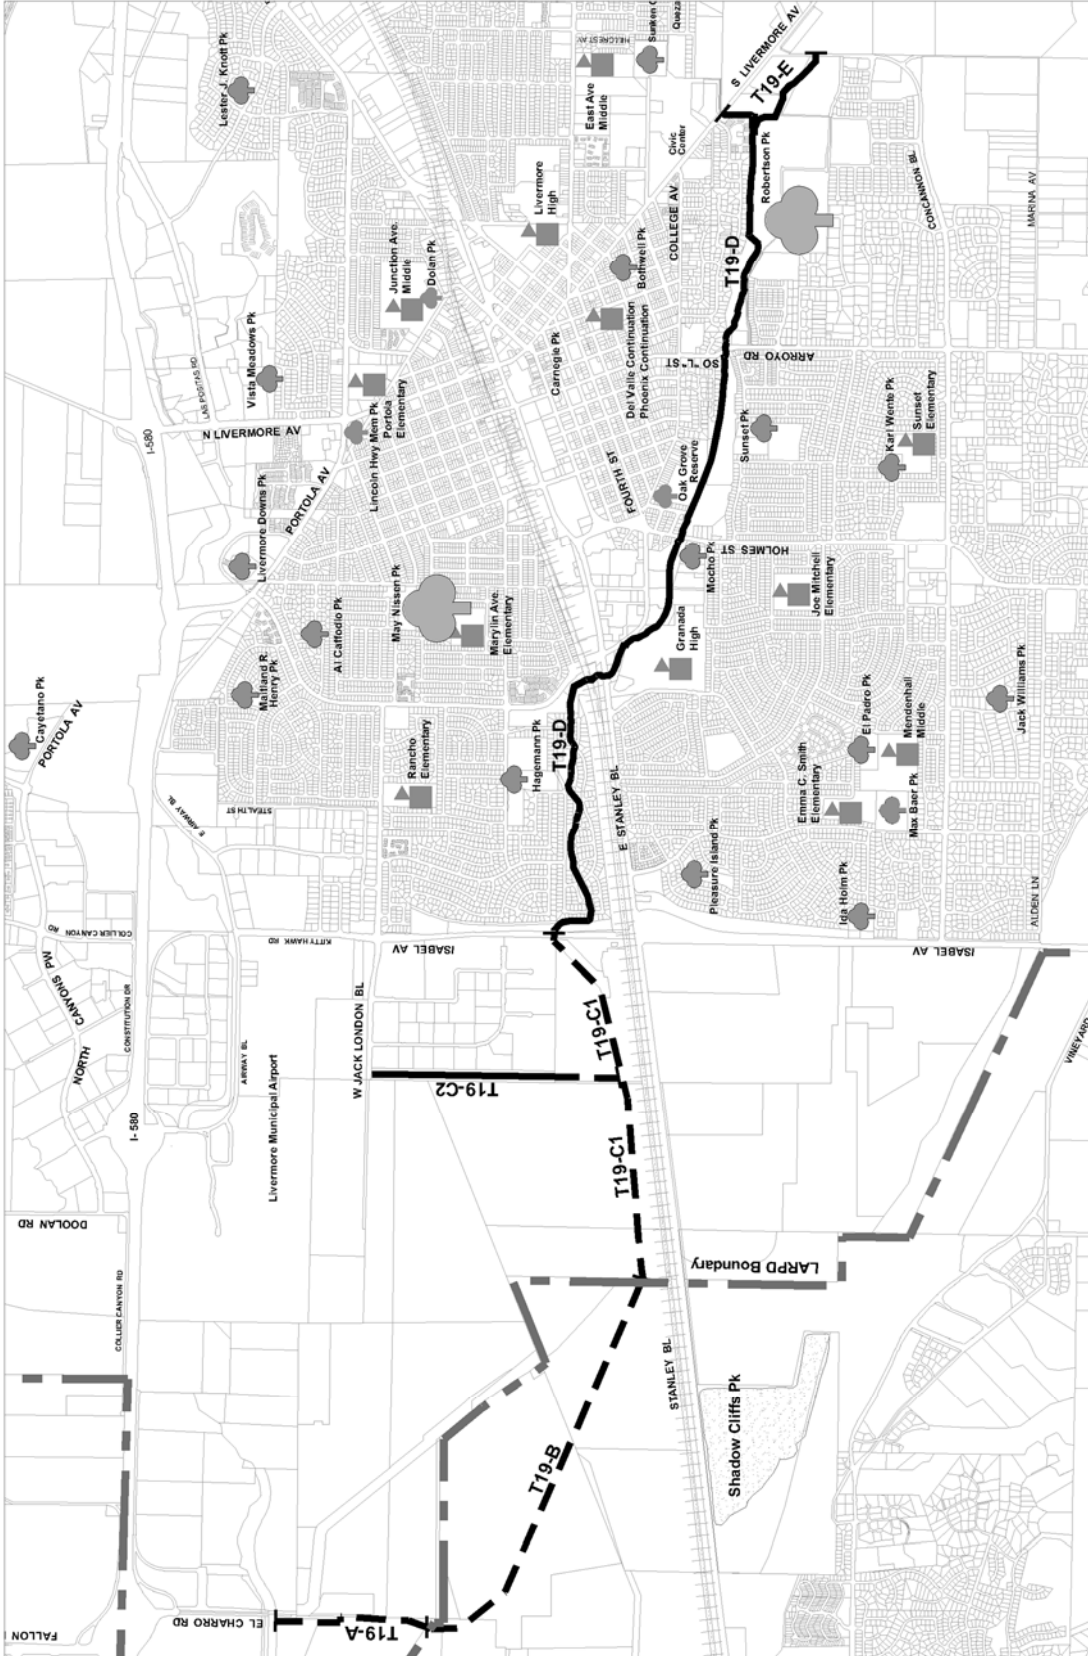 Lester J. Knott Pk
HILLCREST AV
Sunken G
Queza
S LIVERMORE AV
T19-E
East Ave
Middle
Civic
Center
Robertson Pk
CONCANNON BL
MARINA AV
Livermore
High
Junction Ave.
Middle
Dolan Pk
Bothwell Pk
COLLEGE AV
T19-D
Vista Meadows Pk
LAS POSITAS RD
Carnegie Pk
Del Valle Continuation
Phoenix Continuation
SO "L" ST
ARROYO RD
I-580
N LIVERMORE AV
Lincoln Hwy Mem Pk
Portola
Elementary
Sunset Pk
Karl Wente Pk
Sunset
Elementary
FOURTH ST
Oak Grove
Reserve
Livermore Downs Pk
PORTOLA AV
HOLMES ST
Mocho Pk
Joe Mitchell
Elementary
May Nissen Pk
Marylin Ave.
Elementary
Al Caffodio Pk
Granada
High
Maitland R.
Henry Pk
Jack Williams Pk
Cayetano Pk
PORTOLA AV
El Padro Pk
Mendenhall
Middle
Rancho
Elementary
Hagemann Pk
T19-D
E STANLEY BL
Emma C. Smith
Elementary
Max Baer Pk
E AIRWAY BL
STEALTH ST
Pleasure Island Pk
Ida Holm Pk
ALDEN LN
COLLIER CANYON RD
KITTY HAWK RD
ISABEL AV
ISABEL AV
NORTH
CANYONS PW
CONSTITUTION DR
AIRWAY BL
W JACK LONDON BL
T19-C1
T19-C2
VINEYARD
I- 580
Livermore Municipal Airport
T19-C1
DOOLAN RD
COLLIER CANYON RD
LARPD Boundary
STANLEY BL
Shadow Cliffs Pk
T19-B
FALLON
EL CHARRO RD
T19-A